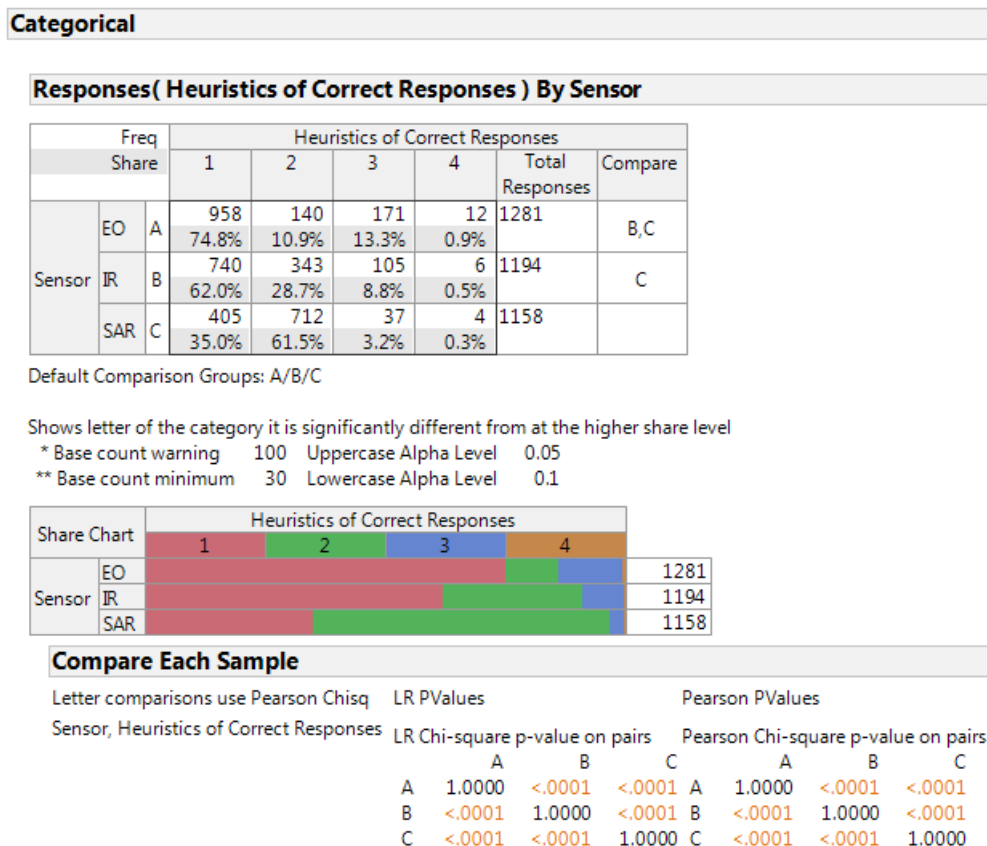 Categorical
Responses( Heuristics of Correct Responses ) By Sensor
Freq Heuristics of Correct Responses
Share 1 2 3 4 Total Responses Compare
Sensor EO A 958 140 171 12 1281 B,C
74.8% 10.9% 13.3% 0.9%
IR B 740 343 105 6 1194 C
62.0% 28.7% 8.8% 0.5%
SAR C 405 712 37 4 1158
35.0% 61.5% 3.2% 0.3%
Default Comparison Groups: A/B/C
Shows letter of the category it is significantly different from at the higher share level
* Base count warning 100 Uppercase Alpha Level 0.05
** Base count minimum 30 Lowercase Alpha Level 0.1
Share Chart Heuristics of Correct Responses
1 2 3 4
Sensor EO 1281
IR 1194
SAR 1158
Compare Each Sample
Letter comparisons use Pearson Chisq LR PValues Pearson PValues
Sensor, Heuristics of Correct Responses LR Chi-square p-value on pairs Pearson Chi-square p-value on pairs
A B C A B C
A 1.0000 <.0001 <.0001 A 1.0000 <.0001 <.0001
B <.0001 1.0000 <.0001 B <.0001 1.0000 <.0001
C <.0001 <.0001 1.0000 C <.0001 <.0001 1.0000